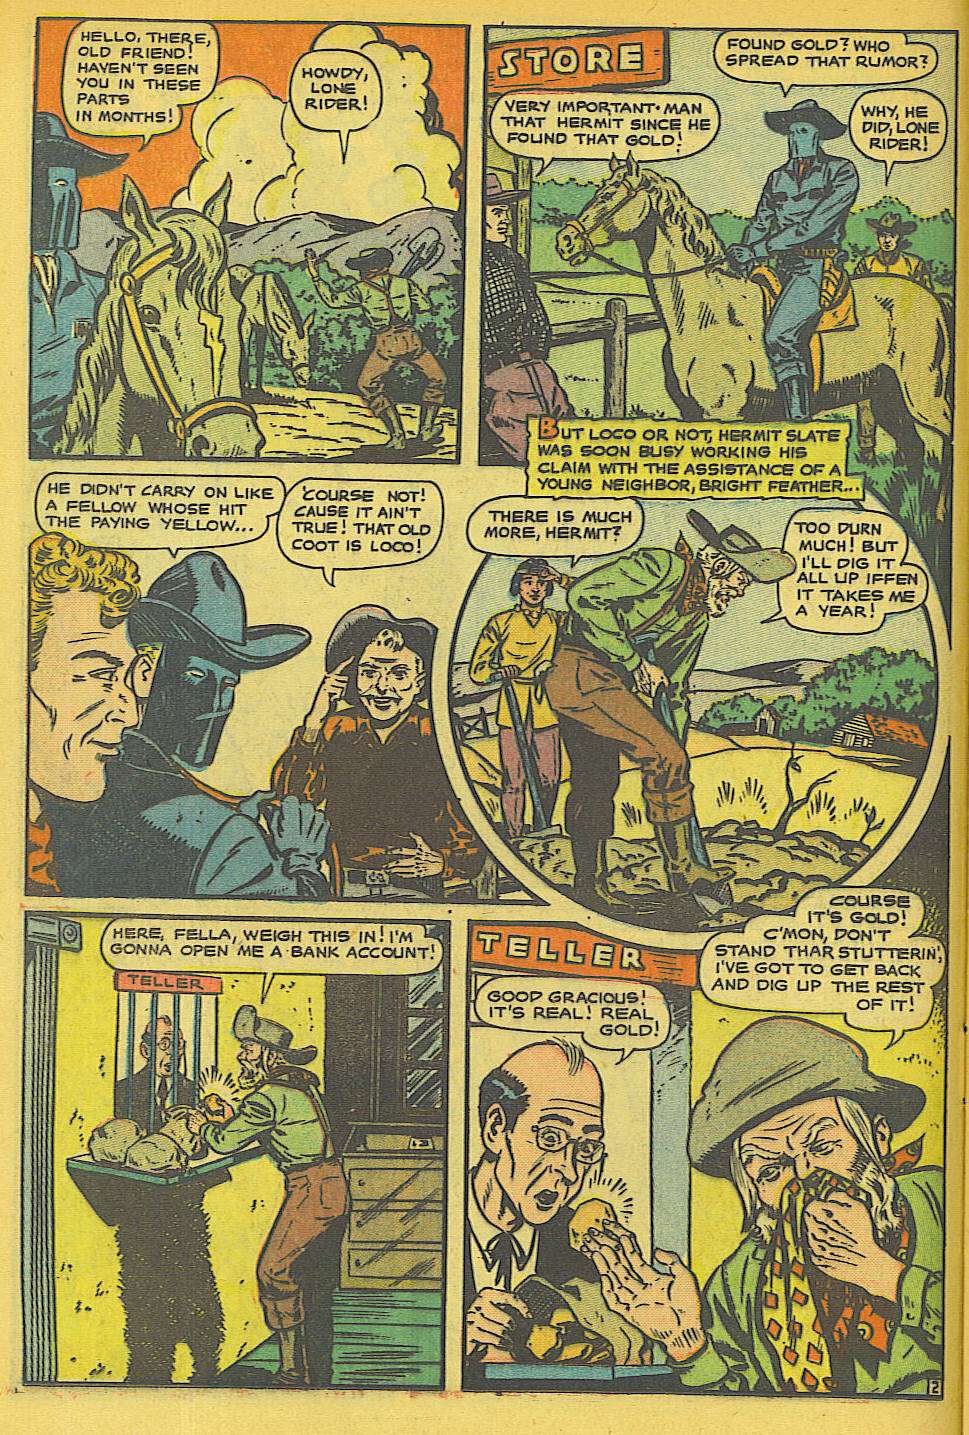 HELLO, THERE,
OLD FRIEND!
HAVEN'T SEEN
YOU IN THESE
PARTS
IN MONTHS!
HOWDY,
LONE
RIDER!
STORE
VERY IMPORTANT MAN
THAT HERMIT SINCE HE
FOUND THAT GOLD!
FOUND GOLD? WHO
SPREAD THAT RUMOR?
WHY, HE
DID, LONE
RIDER!
HE DIDN'T CARRY ON LIKE
A FELLOW WHOSE HIT
THE PAYING YELLOW...
'COURSE NOT!
CAUSE IT AIN'T
TRUE! THAT OLD
COOT IS LOCO!
BUT LOCO OR NOT, HERMIT SLATE
WAS SOON BUSY WORKING HIS
CLAIM WITH THE ASSISTANCE OF A
YOUNG NEIGHBOR, BRIGHT FEATHER...
THERE IS MUCH
MORE, HERMIT?
TOO DURN
MUCH! BUT
I'LL DIG IT
ALL UP IFFEN
IT TAKES ME
A YEAR!
HERE, FELLA, WEIGH THIS IN! I'M
GONNA OPEN ME A BANK ACCOUNT!
TELLER
TELLER
GOOD GRACIOUS!
IT'S REAL! REAL
GOLD!
COURSE
IT'S GOLD!
C'MON, DON'T
STAND THAR STUTTERIN',
I'VE GOT TO GET BACK
AND DIG UP THE REST
OF IT!
2